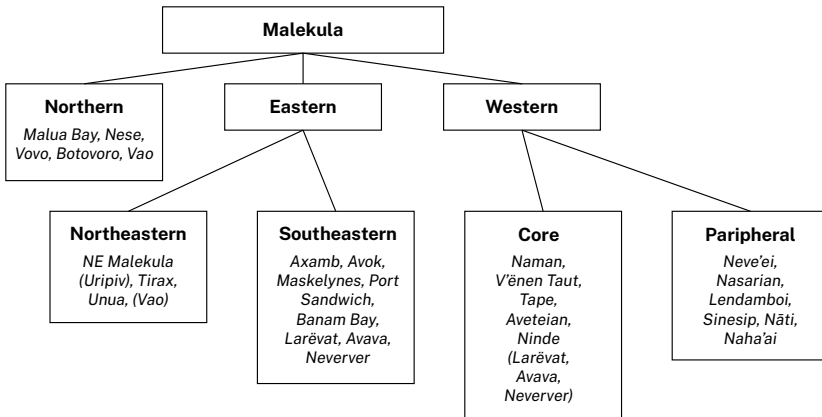 Malekula
Northern
Malua Bay, Nese,
Vovo, Botovoro, Vao
Eastern
Western
Northeastern
NE Malekula
(Uripiv), Tirax,
Unua, (Vao)
Southeastern
Axamb, Avok,
Maskelynes, Port
Sandwich,
Banam Bay,
Larëvat, Avava,
Neverver
Core
Naman,
V'ënen Taut,
Tape,
Aveteian,
Ninde
(Larëvat,
Avava,
Neverver)
Paripheral
Neve'ei,
Nasarian,
Lendamboi,
Sinesip, Nāti,
Naha'ai